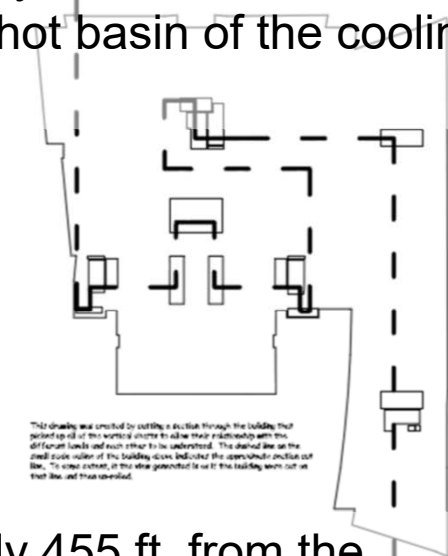 hot basin of the coolin
This drawing was created by cutting a section through the building that
picked up all of the vertical shafts to allow their relationship with the
different levels and each other to be understood. The dashed line on the
small scale outline of the building above indicates the approximate section cut
line. To some extent, it the view generated is as if the building were cut on
that line and then un-rolled.
ly 455 ft. from the